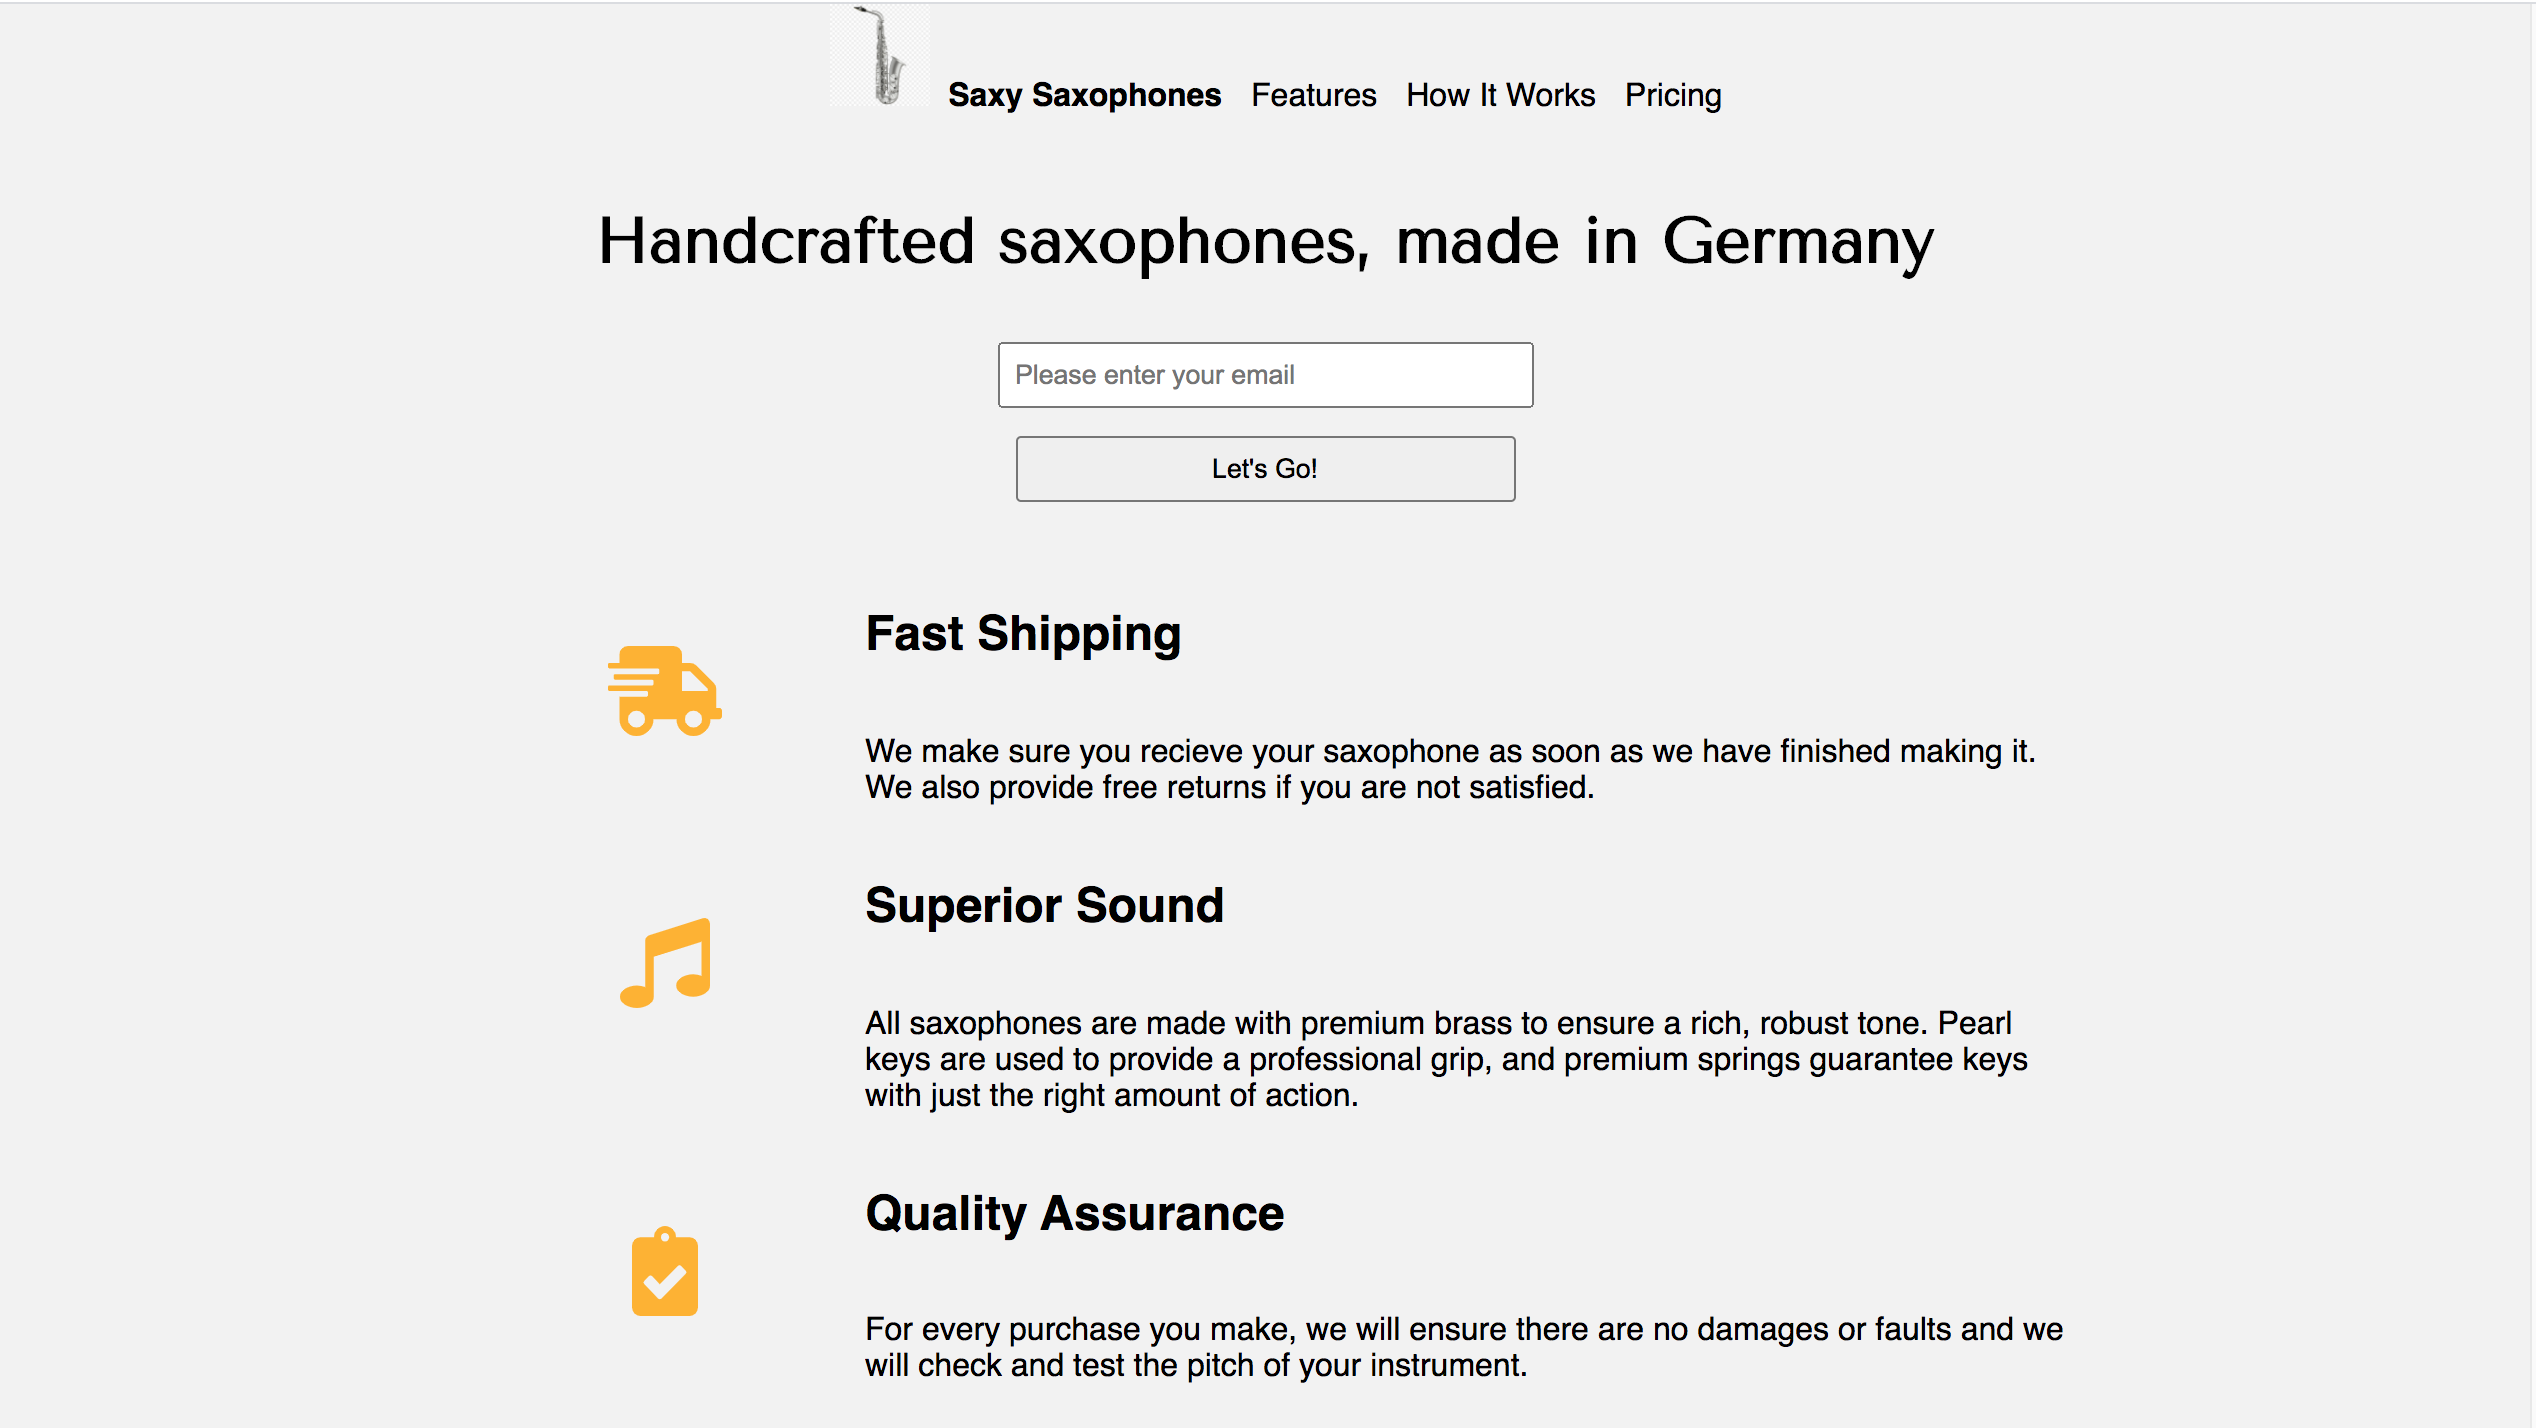 Saxy Saxophones Features How It Works Pricing
Handcrafted saxophones, made in Germany
Please enter your email
Let's Go!
Fast Shipping
We make sure you recieve your saxophone as soon as we have finished making it.
We also provide free returns if you are not satisfied.
Superior Sound
All saxophones are made with premium brass to ensure a rich, robust tone. Pearl
keys are used to provide a professional grip, and premium springs guarantee keys
with just the right amount of action.
Quality Assurance
For every purchase you make, we will ensure there are no damages or faults and we
will check and test the pitch of your instrument.